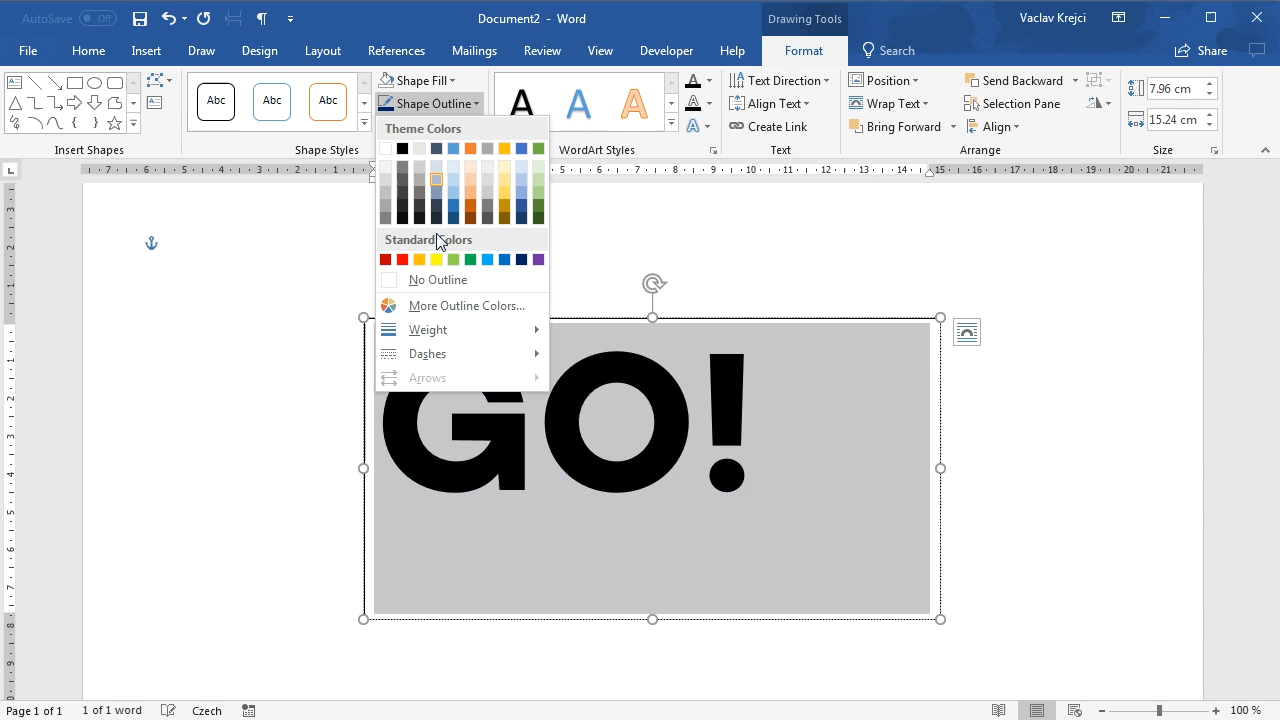 AutoSave Off
Document2 - Word
Drawing Tools
Vaclav Krejci
File Home Insert Draw Design Layout References Mailings Review View Developer Help Format Search Share
Shape Fill
Shape Outline
Abc Abc Abc
A A A
Text Direction
Align Text
Create Link
Position
Wrap Text
Bring Forward
Send Backward
Selection Pane
Align
7.96 cm
15.24 cm
Insert Shapes Shape Styles WordArt Styles Text Arrange Size
Theme Colors
Standard Colors
No Outline
More Outline Colors...
Weight
Dashes
Arrows
GO!
Page 1 of 1 1 of 1 word Czech 100 %